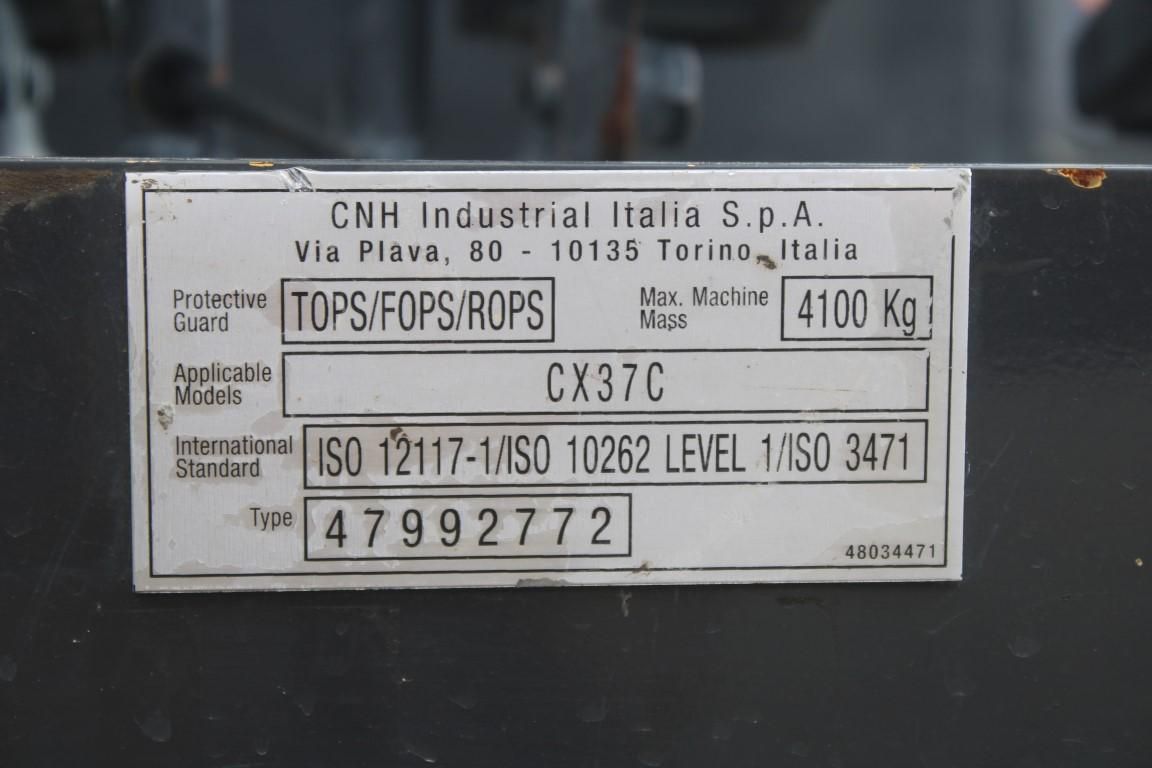 CNH Industrial Italia S.p.A.
Via Plava, 80 - 10135 Torino, Italia
Protective Guard TOPS/FOPS/ROPS Max. Machine Mass 4100 Kg
Applicable Models CX37C
International Standard ISO 12117-1/ISO 10262 LEVEL 1/ISO 3471
Type 47992772
48034471